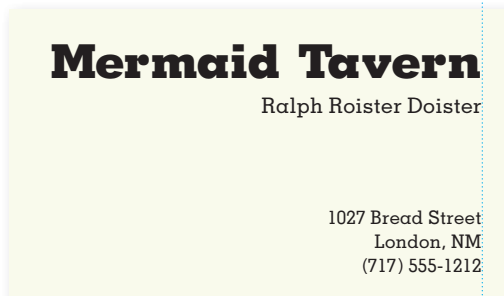 Mermaid Tavern
Ralph Roister Doister
1027 Bread Street
London, NM
(717) 555-1212